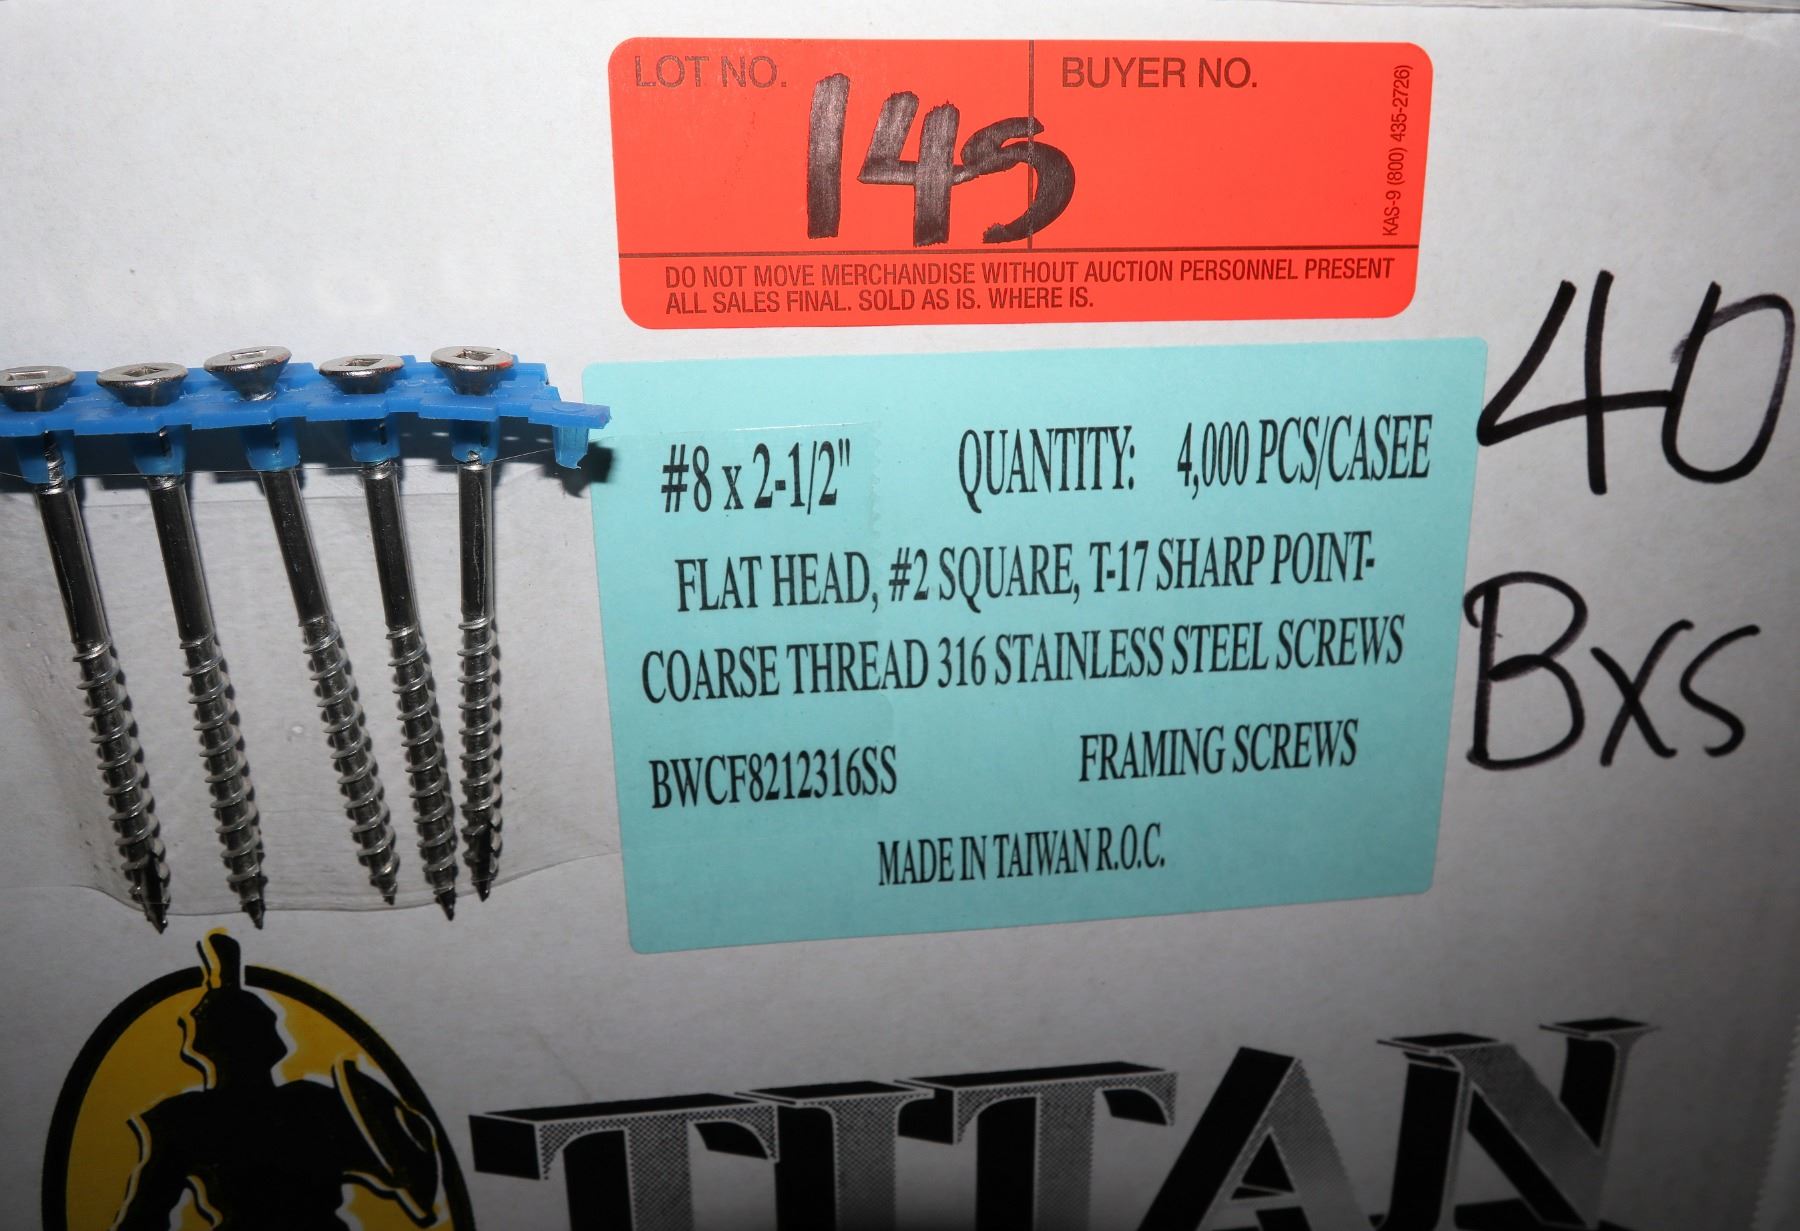 LOT NO. BUYER NO.
145
KAS-9 (800) 435-2726)
DO NOT MOVE MERCHANDISE WITHOUT AUCTION PERSONNEL PRESENT
ALL SALES FINAL. SOLD AS IS. WHERE IS.
40
Bxs
#8 x 2-1/2" QUANTITY: 4,000 PCS/CASEE
FLAT HEAD, #2 SQUARE, T-17 SHARP POINT-
COARSE THREAD 316 STAINLESS STEEL SCREWS
BWCF8212316SS FRAMING SCREWS
MADE IN TAIWAN R.O.C.
TITAN